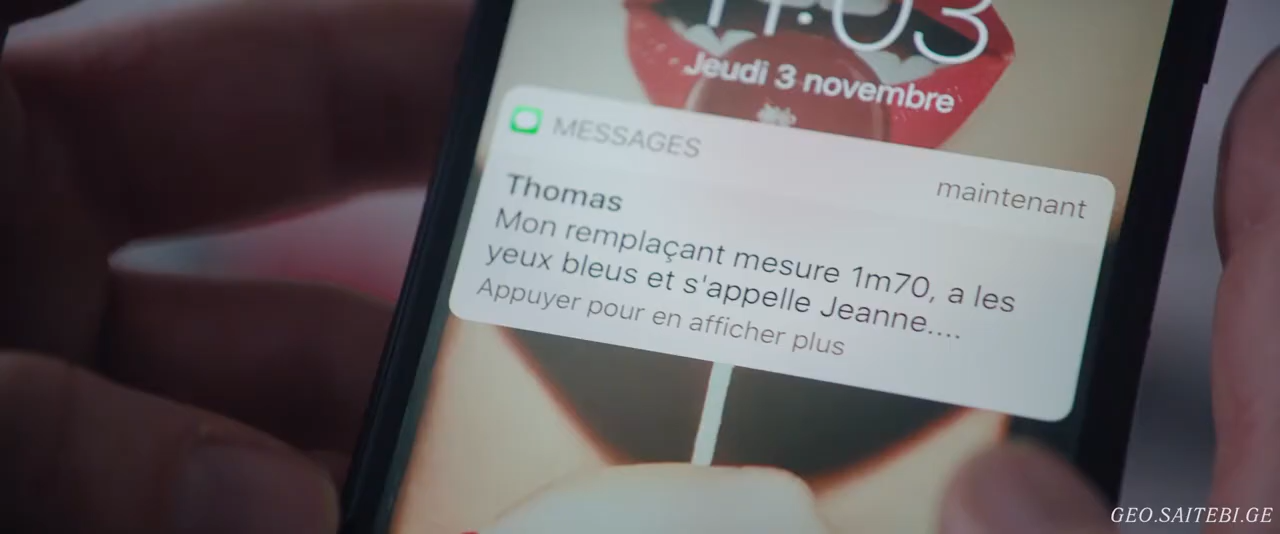 11:03
Jeudi 3 novembre
MESSAGES
maintenant
Thomas
Mon remplaçant mesure 1m70, a les
yeux bleus et s'appelle Jeanne....
Appuyer pour en afficher plus
GEO.SAITEBI.GE